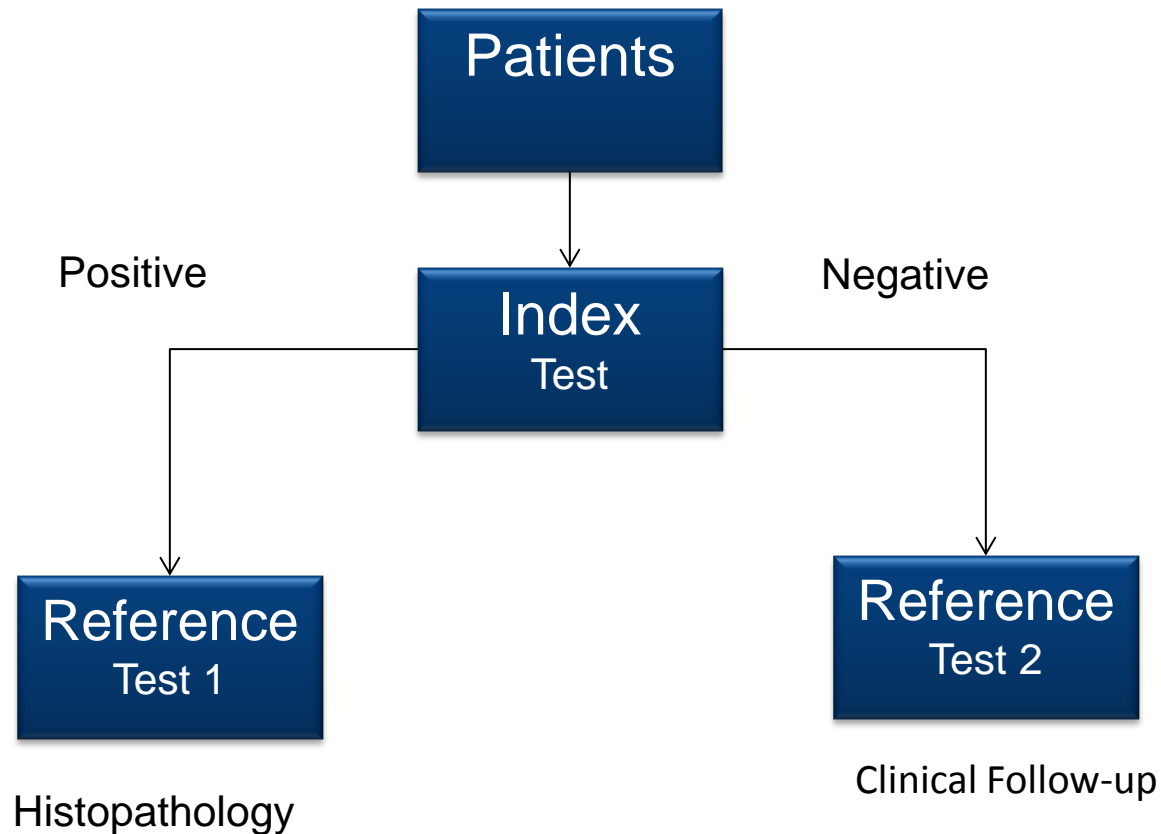 Patients
Positive
Negative
Index
Test
Reference
Test 1
Reference
Test 2
Histopathology
Clinical Follow-up